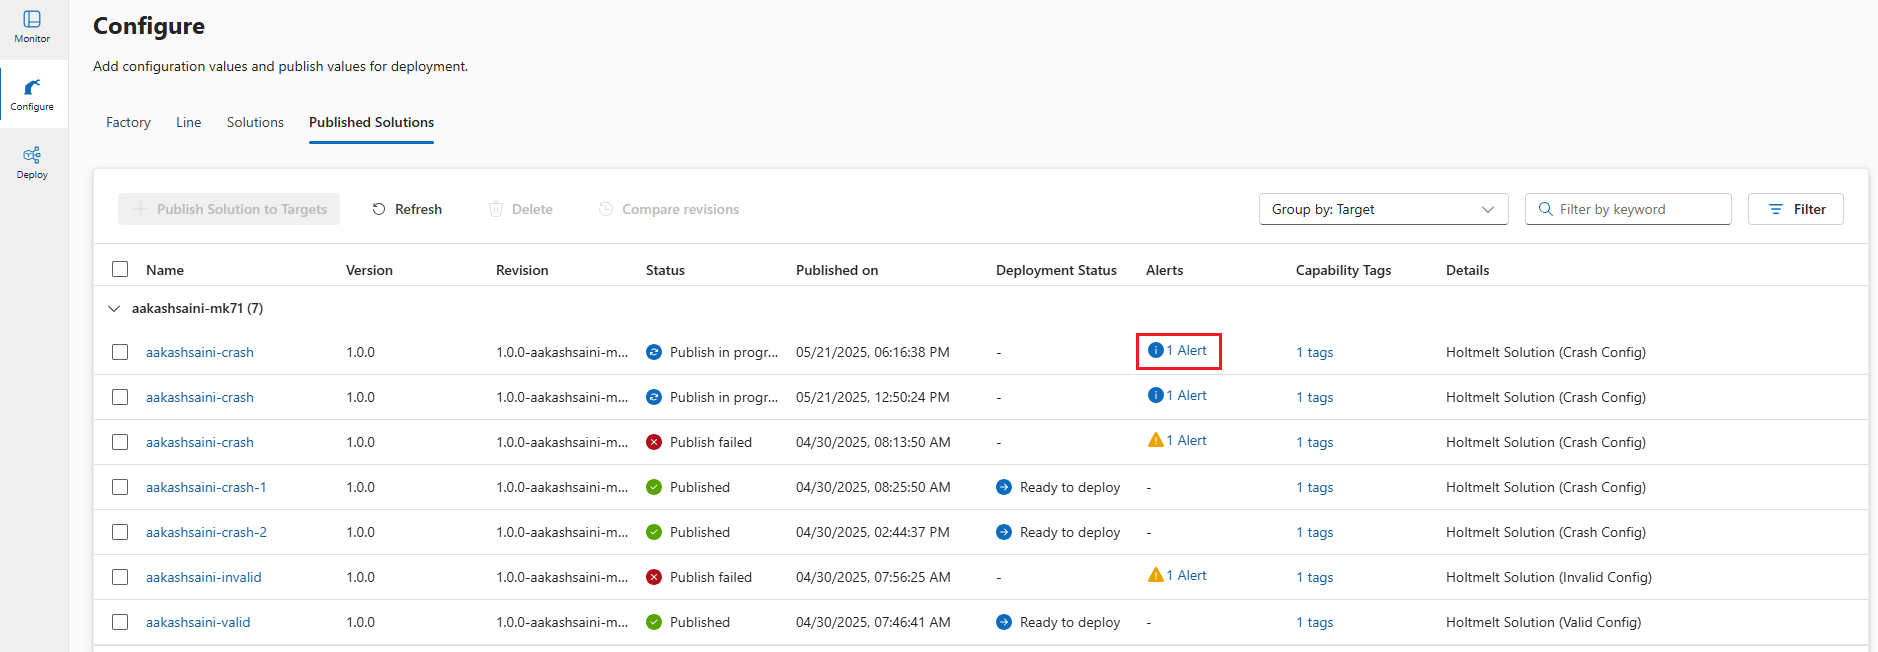 Monitor
Configure
Deploy
Configure
Add configuration values and publish values for deployment.
Factory Line Solutions Published Solutions
Publish Solution to Targets Refresh Delete Compare revisions Group by: Target Filter by keyword Filter
Name Version Revision Status Published on Deployment Status Alerts Capability Tags Details
aakashsaini-mk71 (7)
aakashsaini-crash 1.0.0 1.0.0-aakashsaini-m... Publish in progr... 05/21/2025, 06:16:38 PM - 1 Alert 1 tags Holtmelt Solution (Crash Config)
aakashsaini-crash 1.0.0 1.0.0-aakashsaini-m... Publish in progr... 05/21/2025, 12:50:24 PM - 1 Alert 1 tags Holtmelt Solution (Crash Config)
aakashsaini-crash 1.0.0 1.0.0-aakashsaini-m... Publish failed 04/30/2025, 08:13:50 AM - 1 Alert 1 tags Holtmelt Solution (Crash Config)
aakashsaini-crash-1 1.0.0 1.0.0-aakashsaini-m... Published 04/30/2025, 08:25:50 AM Ready to deploy - 1 tags Holtmelt Solution (Crash Config)
aakashsaini-crash-2 1.0.0 1.0.0-aakashsaini-m... Published 04/30/2025, 02:44:37 PM Ready to deploy - 1 tags Holtmelt Solution (Crash Config)
aakashsaini-invalid 1.0.0 1.0.0-aakashsaini-m... Publish failed 04/30/2025, 07:56:25 AM - 1 Alert 1 tags Holtmelt Solution (Invalid Config)
aakashsaini-valid 1.0.0 1.0.0-aakashsaini-m... Published 04/30/2025, 07:46:41 AM Ready to deploy - 1 tags Holtmelt Solution (Valid Config)